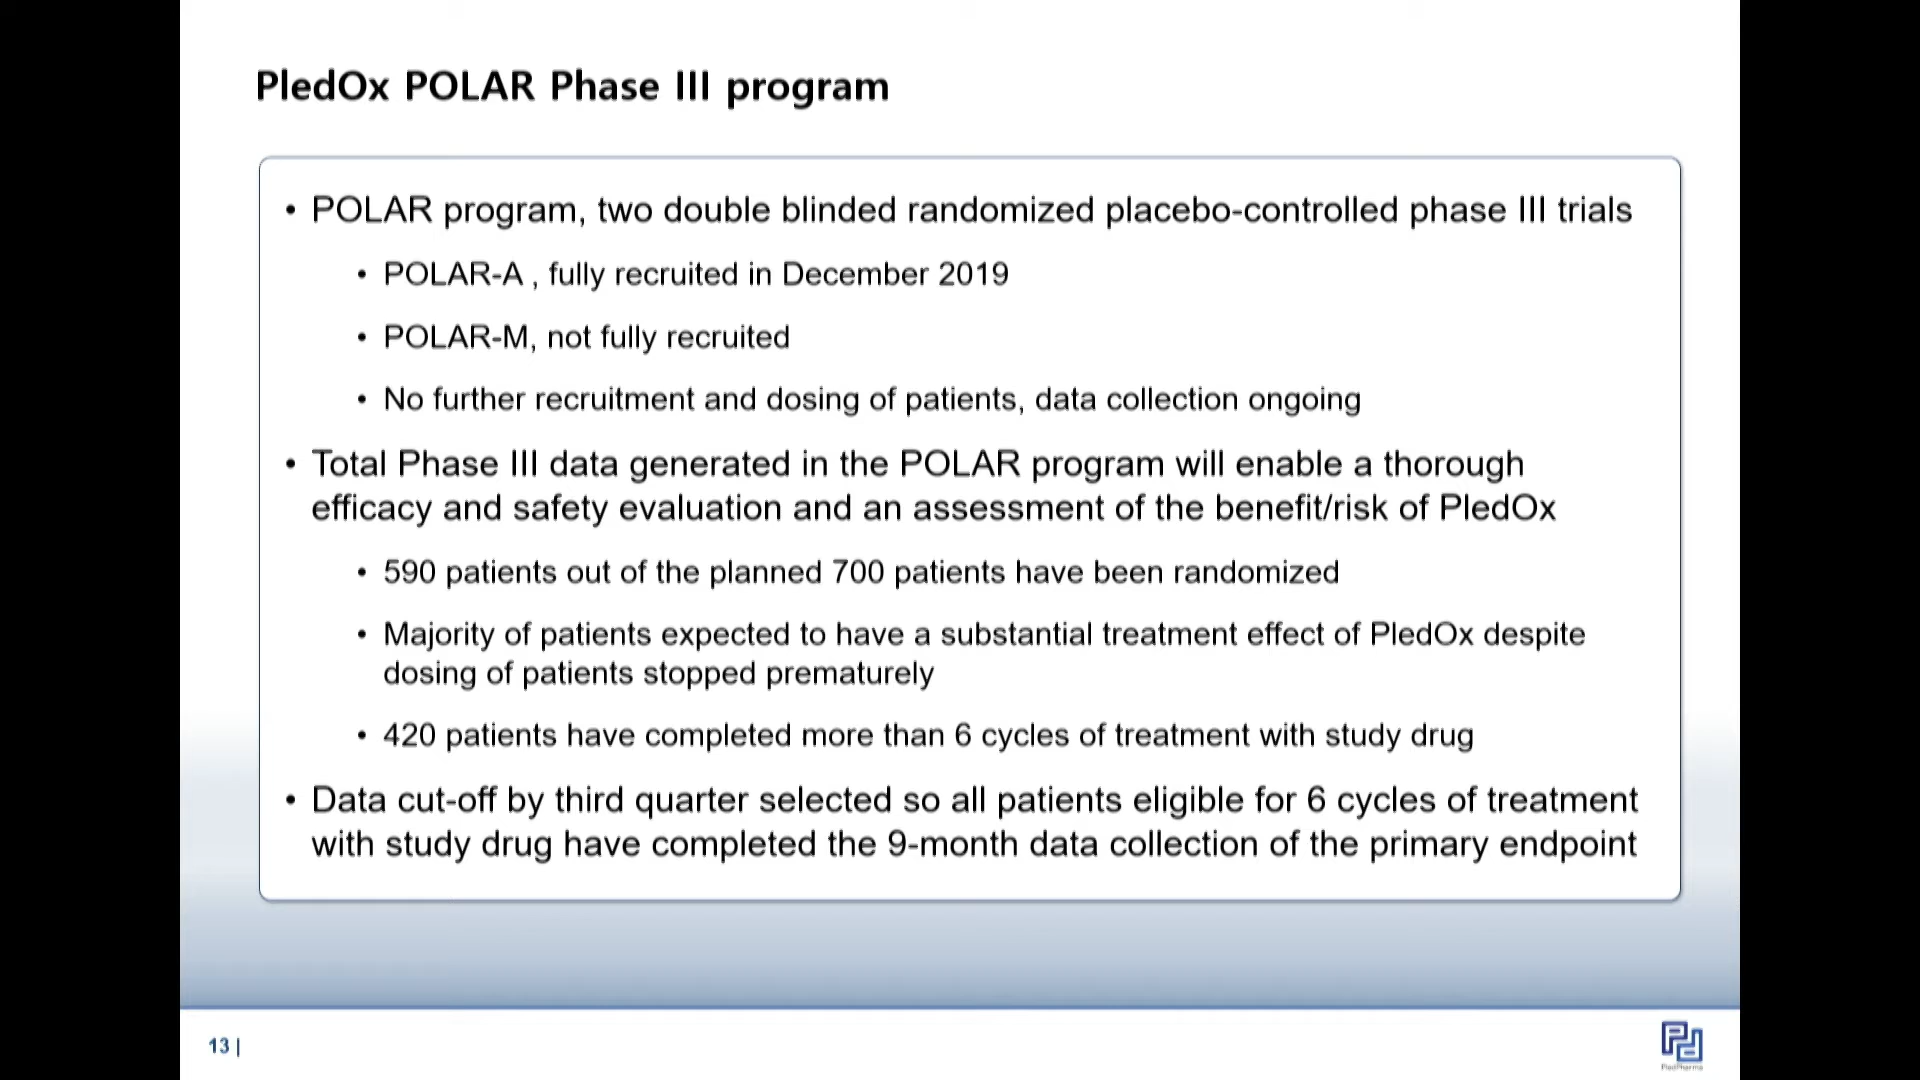 PledOx POLAR Phase III program
• POLAR program, two double blinded randomized placebo-controlled phase III trials
• POLAR-A , fully recruited in December 2019
• POLAR-M, not fully recruited
• No further recruitment and dosing of patients, data collection ongoing
• Total Phase III data generated in the POLAR program will enable a thorough
efficacy and safety evaluation and an assessment of the benefit/risk of PledOx
• 590 patients out of the planned 700 patients have been randomized
• Majority of patients expected to have a substantial treatment effect of PledOx despite
dosing of patients stopped prematurely
• 420 patients have completed more than 6 cycles of treatment with study drug
• Data cut-off by third quarter selected so all patients eligible for 6 cycles of treatment
with study drug have completed the 9-month data collection of the primary endpoint
13 |
PledPharma